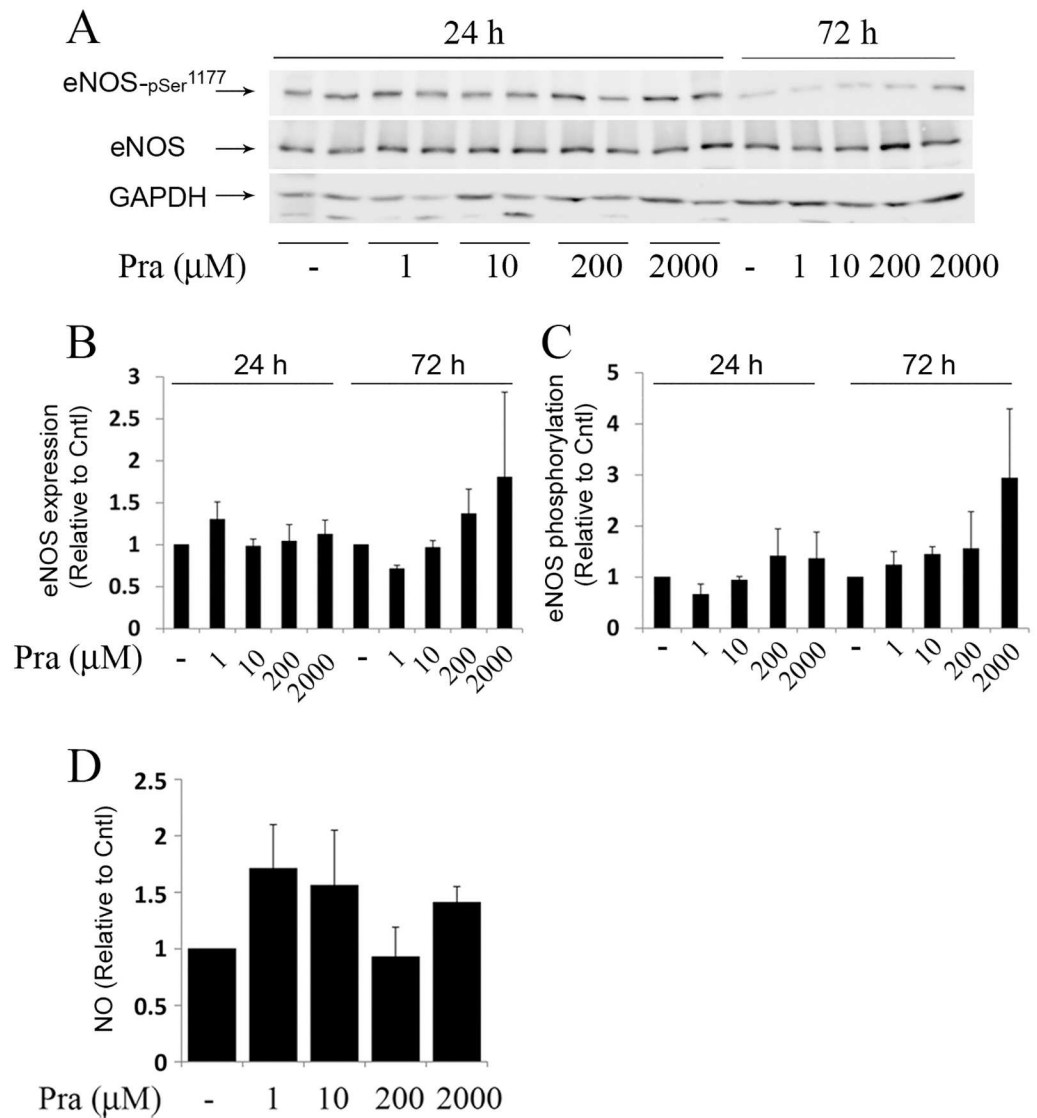 A
24 h
72 h
eNOS-pSer1177
eNOS
GAPDH
Pra (μM)
- 1 10 200 2000 - 1 10 200 2000
B
24 h
72 h
eNOS expression
(Relative to Cntl)
3
2.5
2
1.5
1
0.5
0
Pra (μM)
- 1 10 200 2000 - 1 10 200 2000
C
24 h
72 h
eNOS phosphorylation
(Relative to Cntl)
5
4
3
2
1
0
- 1 10 200 2000 - 1 10 200 2000
D
NO (Relative to Cntl)
2.5
2
1.5
1
0.5
0
Pra (μM)
- 1 10 200 2000